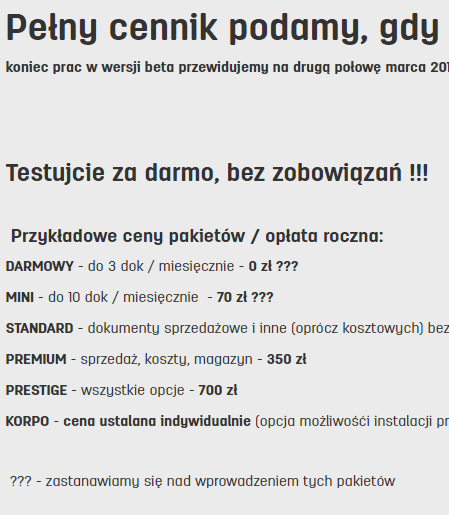 Pełny cennik podamy, gdy
koniec prac w wersji beta przewidujemy na drugą połowę marca
Testujcie za darmo, bez zobowiązań !!!
Przykładowe ceny pakietów / opłata roczna:
DARMOWY - do 3 dok / miesięcznie - 0 zł ???
MINI - do 10 dok / miesięcznie - 70 zł ???
STANDARD - dokumenty sprzedażowe i inne (oprócz kosztowych) bez
PREMIUM - sprzedaż, koszty, magazyn - 350 zł
PRESTIGE - wszystkie opcje - 700 zł
KORPO - cena ustalana indywidualnie (opcja możliwośći instalacji
??? - zastanawiamy się nad wprowadzeniem tych pakietów